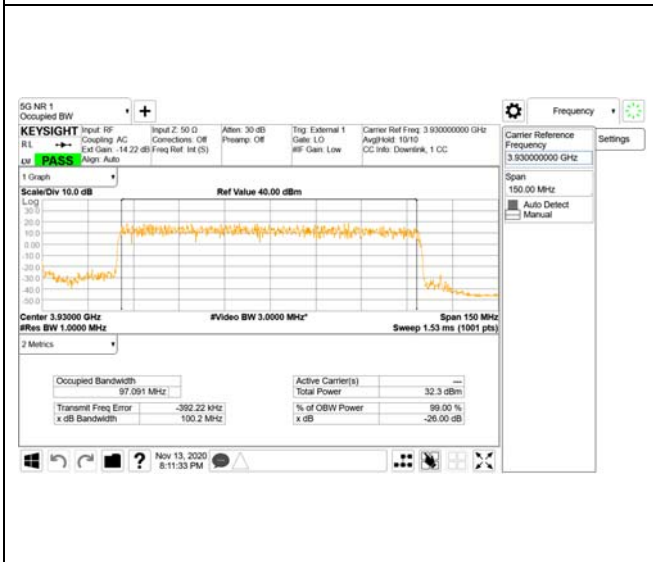 5G NR 1
Occupied BW
Frequency
KEYSIGHT
RL
PASS
Input: RF
Coupling: AC
Ext Gain: -14.22 dB
Align: Auto
Input Z: 50 Ω
Corrections: Off
Freq Ref: Int (S)
Atten: 30 dB
Preamp: Off
Trig: External 1
Gate: LO
#IF Gain: Low
Carrier Ref Freq: 3.930000000 GHz
Avg|Hold: 10/10
CC Info: Downlink, 1 CC
Carrier Reference
Frequency
3.930000000 GHz
Settings
Span
150.00 MHz
Auto Detect
Manual
1 Graph
Scale/Div 10.0 dB
Ref Value 40.00 dBm
Log
30.0
20.0
10.0
0.00
-10.0
-20.0
-30.0
-40.0
-50.0
Center 3.93000 GHz
#Video BW 3.0000 MHz*
Span 150 MHz
#Res BW 1.0000 MHz
Sweep 1.53 ms (1001 pts)
2 Metrics
Occupied Bandwidth
97.091 MHz
Active Carrier(s)
---
Total Power
32.3 dBm
Transmit Freq Error
-392.22 kHz
% of OBW Power
99.00 %
x dB Bandwidth
100.2 MHz
x dB
-26.00 dB
?
Nov 13, 2020
8:11:33 PM